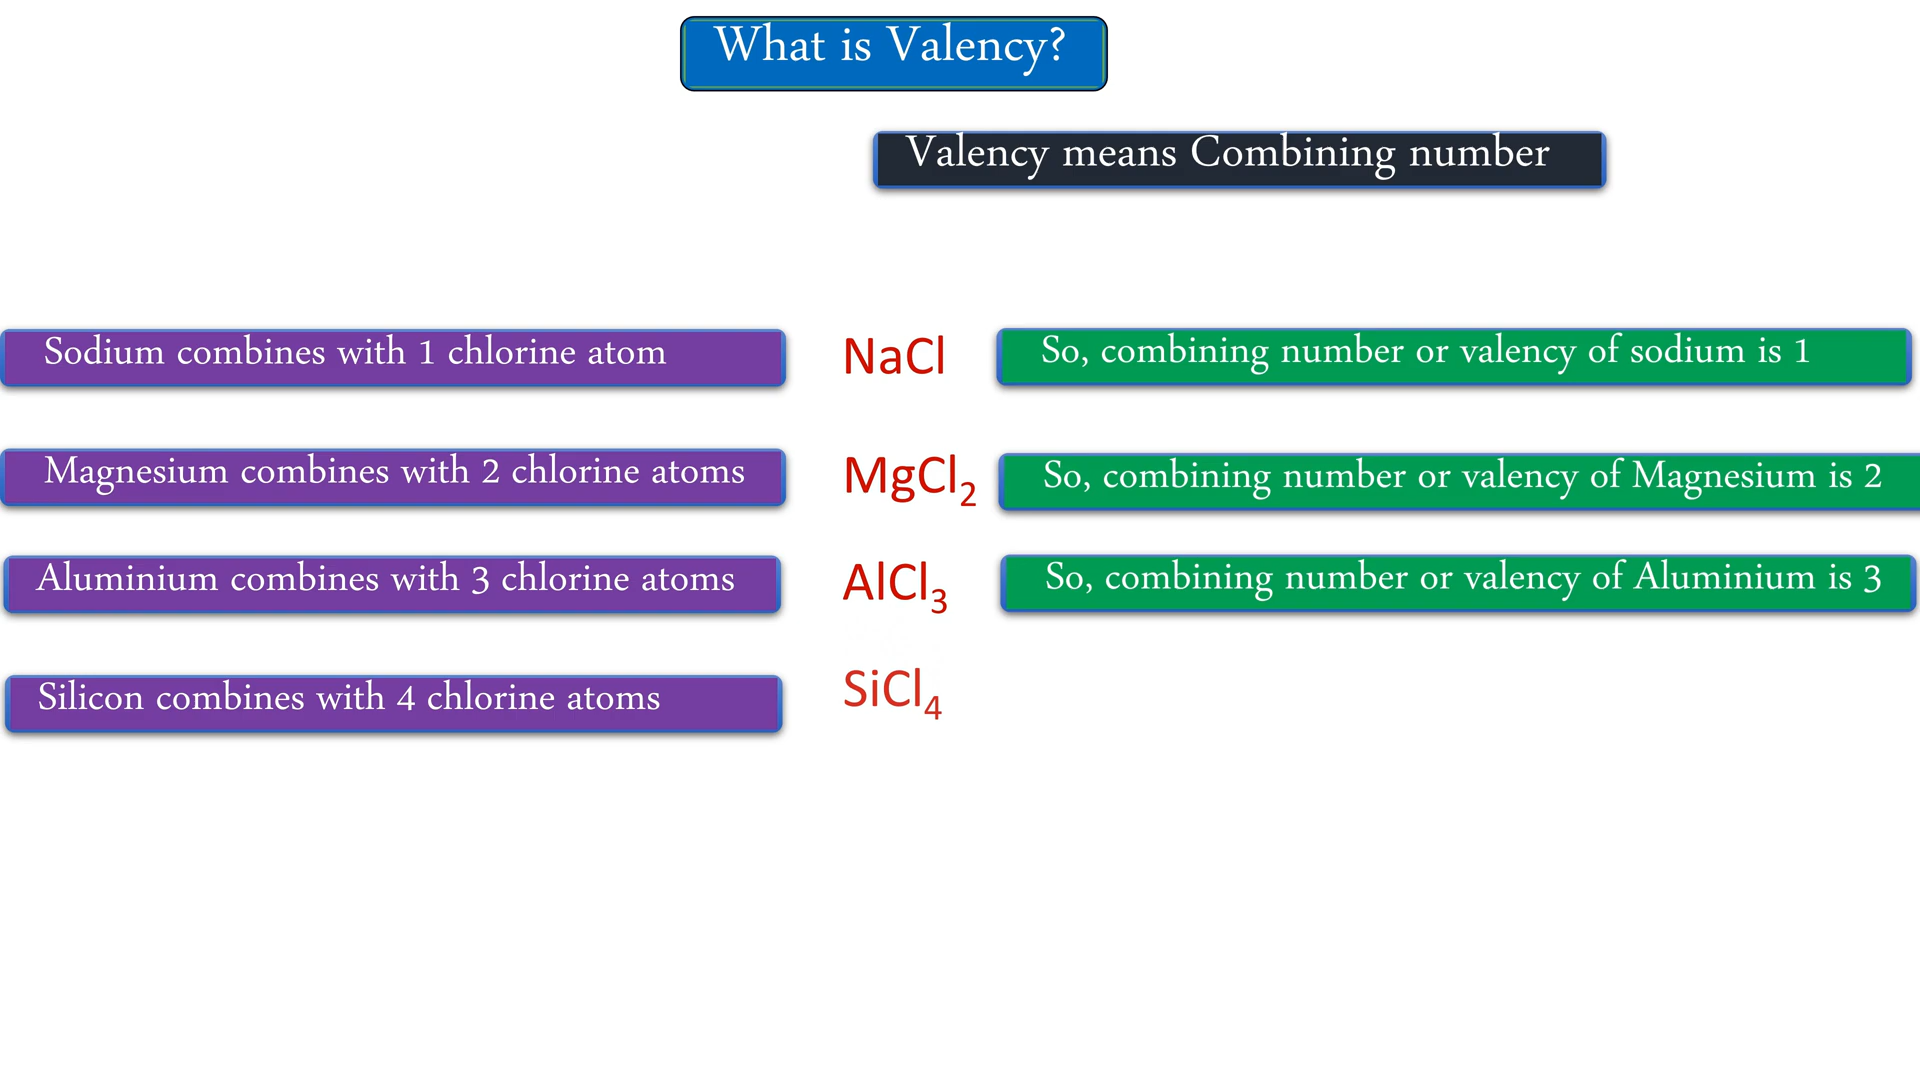 What is Valency?
Valency means Combining number
Sodium combines with 1 chlorine atom
NaCl
So, combining number or valency of sodium is 1
Magnesium combines with 2 chlorine atoms
MgCl₂
So, combining number or valency of Magnesium is 2
Aluminium combines with 3 chlorine atoms
AlCl₃
So, combining number or valency of Aluminium is 3
Silicon combines with 4 chlorine atoms
SiCl₄